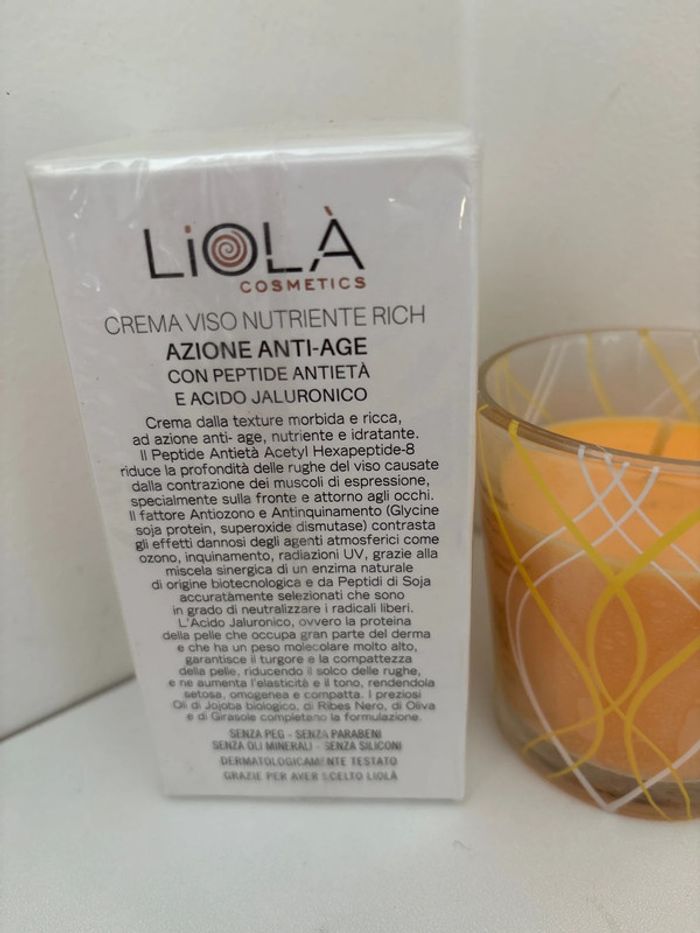 LiOLÀ
COSMETICS
CREMA VISO NUTRIENTE RICH
AZIONE ANTI-AGE
CON PEPTIDE ANTIETÀ
E ACIDO JALURONICO
Crema dalla texture morbida e ricca,
ad azione anti- age, nutriente e idratante.
Il Peptide Antietà Acetyl Hexapeptide-8
riduce la profondità delle rughe del viso causate
dalla contrazione dei muscoli di espressione,
specialmente sulla fronte e attorno agli occhi.
Il fattore Antiozono e Antinquinamento (Glycine
soja protein, superoxide dismutase) contrasta
gli effetti dannosi degli agenti atmosferici come
ozono, inquinamento, radiazioni UV, grazie alla
miscela sinergica di un enzima naturale
di origine biotecnologica e da Peptidi di Soja
accuratamente selezionati che sono
in grado di neutralizzare i radicali liberi.
L'Acido Jaluronico, ovvero la proteina
della pelle che occupa gran parte del derma
e che ha un peso molecolare molto alto,
garantisce il turgore e la compattezza
della pelle, riducendo il solco delle rughe,
e ne aumenta l'elasticità e il tono, rendendola
setosa, omogenea e compatta. I preziosi
Oli di Jojoba biologico, di Ribes Nero, di Oliva
e di Girasole completano la formulazione.
SENZA PEG - SENZA PARABENI
SENZA OLI MINERALI - SENZA SILICONI
DERMATOLOGICAMENTE TESTATO
GRAZIE PER AVER SCELTO LIOLÀ